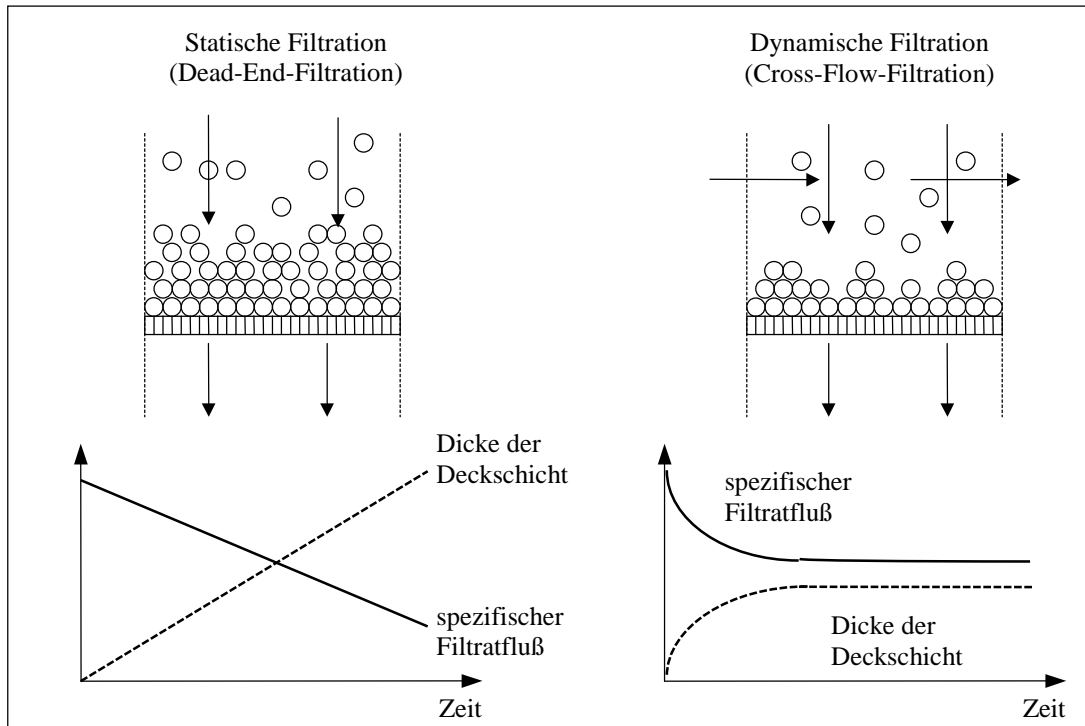 Statische Filtration
(Dead-End-Filtration)
Dynamische Filtration
(Cross-Flow-Filtration)
Dicke der
Deckschicht
spezifischer
Filtratfluß
Zeit
spezifischer
Filtratfluß
Dicke der
Deckschicht
Zeit